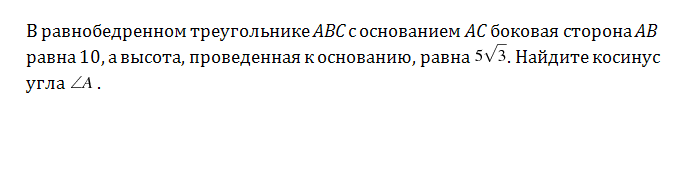 В равнобедренном треугольнике ABC с основанием AC боковая сторона AB
равна 10, а высота, проведенная к основанию, равна 5√3. Найдите косинус
угла ∠A .